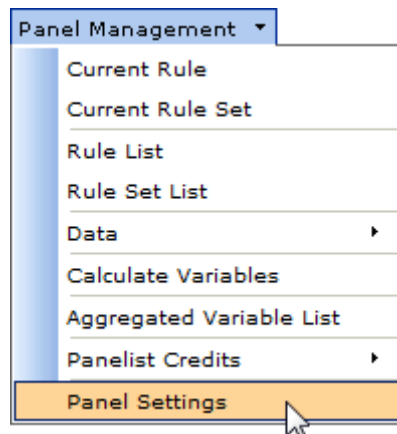 Panel Management
Current Rule
Current Rule Set
Rule List
Rule Set List
Data
Calculate Variables
Aggregated Variable List
Panelist Credits
Panel Settings